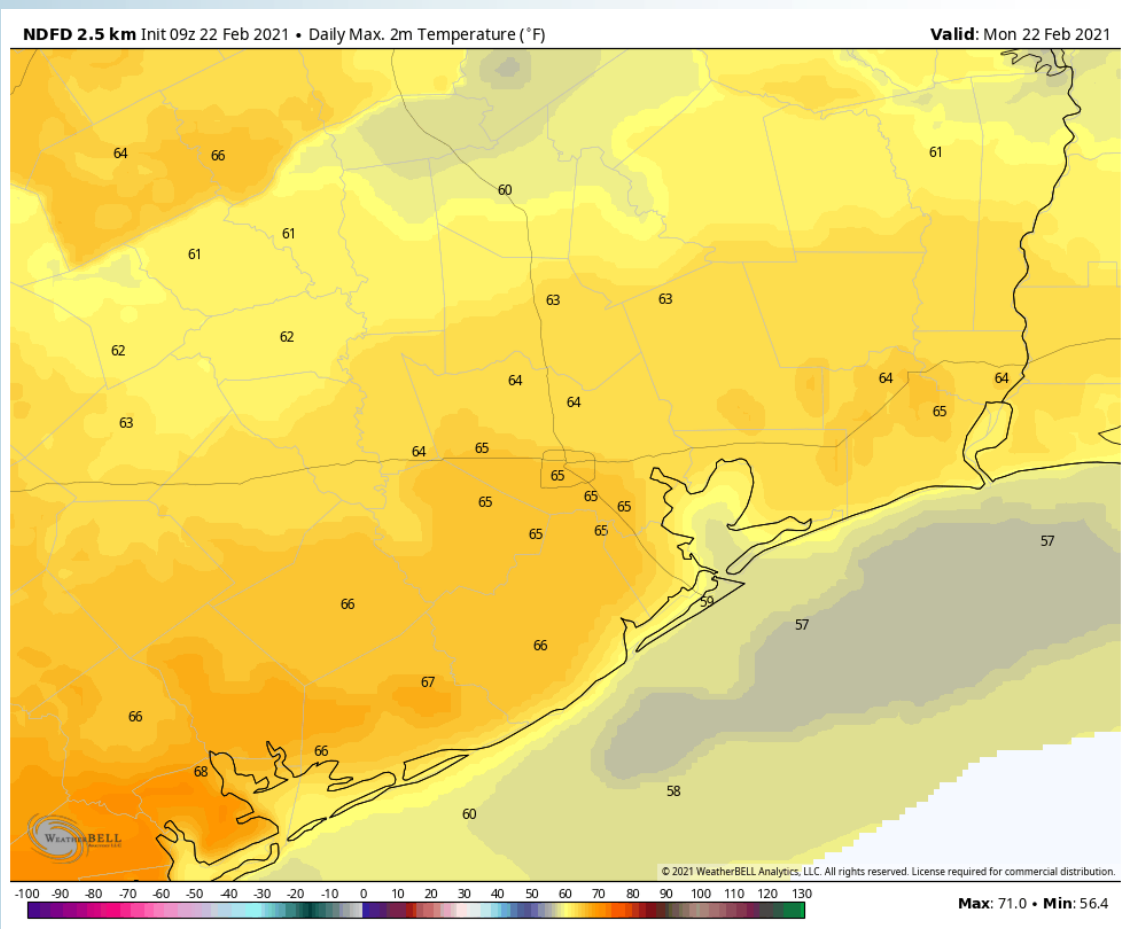 NDFD 2.5 km Init 09z 22 Feb 2021 • Daily Max. 2m Temperature (˚F) Valid: Mon 22 Feb 2021
64 66 61
60
61
61
63 63
62
62
64 64 64
64 65
63
64 65
65
65 65 65
65 65
57
66 59
57
66
67
66
66
68
58
60
WEATHERBELL
© 2021 WeatherBELL Analytics, LLC. All rights reserved. License required for commercial distribution.
-100 -90 -80 -70 -60 -50 -40 -30 -20 -10 0 10 20 30 40 50 60 70 80 90 100 110 120 130
Max: 71.0 • Min: 56.4